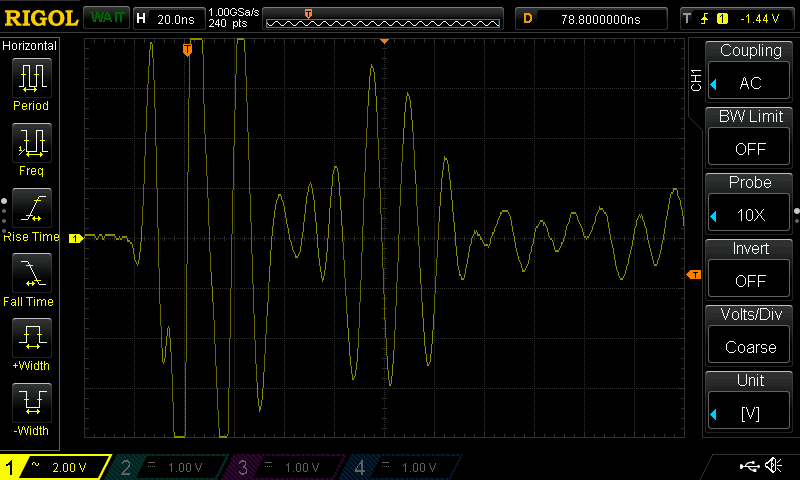 RIGOL WAIT H 20.0ns 1.00GSa/s D 78.8000000ns T 1 -1.44 V
240 pts
T
Horizontal
Period
Freq
Rise Time
Fall Time
+Width
-Width
T
1
T
CH1
Coupling
AC
BW Limit
OFF
Probe
10X
Invert
OFF
Volts/Div
Coarse
Unit
[V]
1 ~ 2.00 V 2 = 1.00 V 3 = 1.00 V 4 = 1.00 V